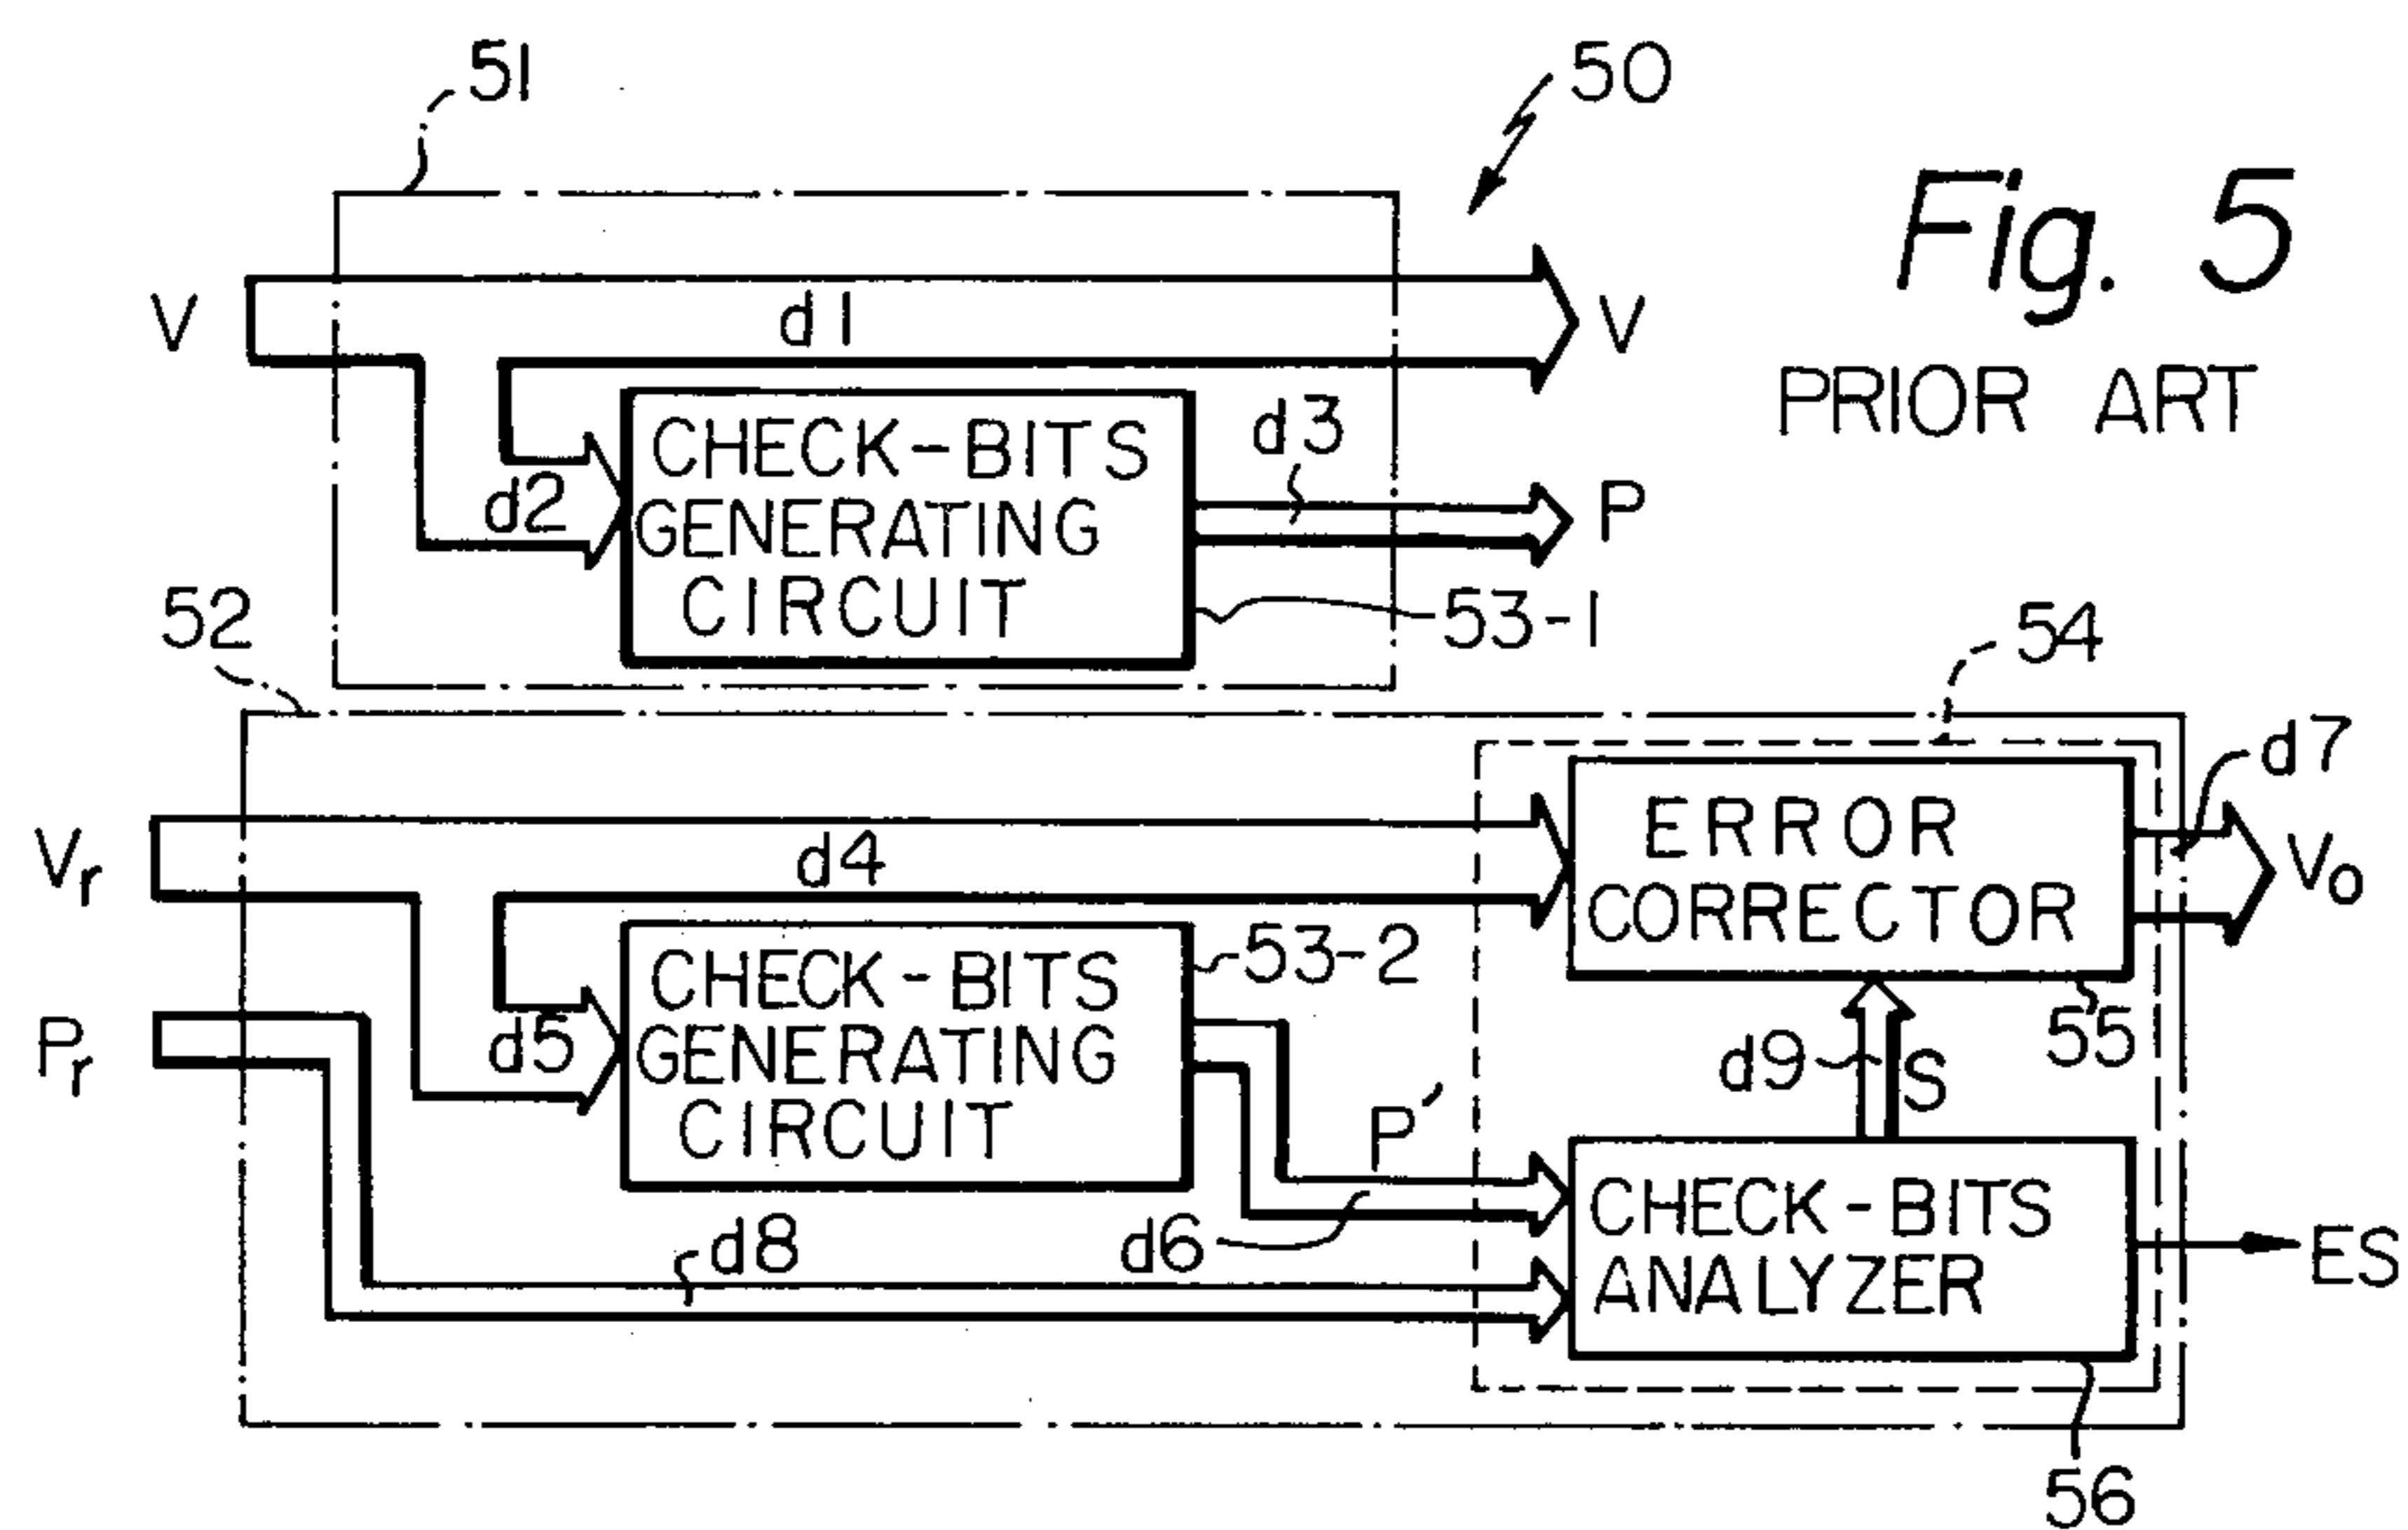 51
50
Fig. 5
PRIOR ART
V
d1
V
CHECK-BITS
GENERATING
CIRCUIT
d2
d3
P
53-1
52
54
d7
Vr
d4
ERROR
CORRECTOR
Vo
53-2
CHECK-BITS
GENERATING
CIRCUIT
Pr
d5
55
d9
S
P'
d6
d8
CHECK-BITS
ANALYZER
ES
56